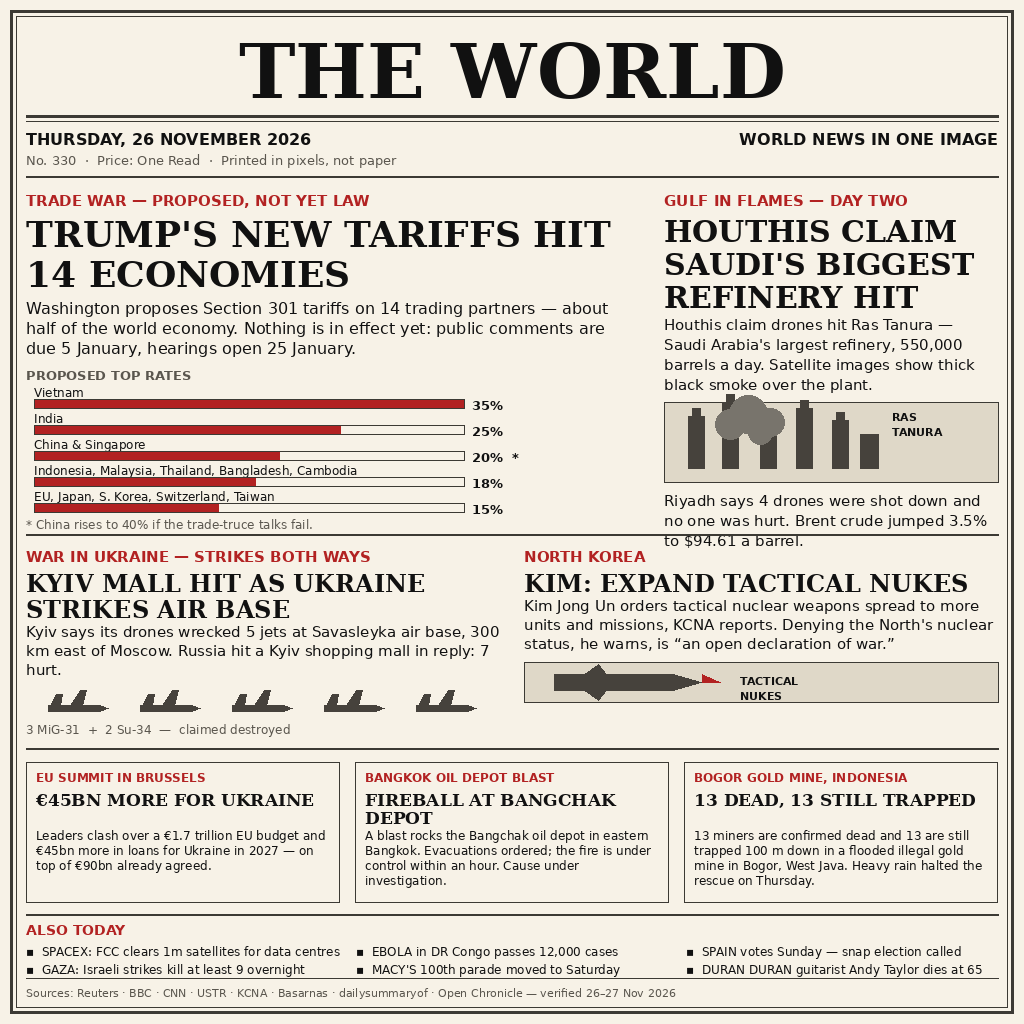 THE WORLD
THURSDAY, 26 NOVEMBER 2026
WORLD NEWS IN ONE IMAGE
No. 330 · Price: One Read · Printed in pixels, not paper
TRADE WAR — PROPOSED, NOT YET LAW
TRUMP'S NEW TARIFFS HIT
14 ECONOMIES
Washington proposes Section 301 tariffs on 14 trading partners — about
half of the world economy. Nothing is in effect yet: public comments are
due 5 January, hearings open 25 January.
PROPOSED TOP RATES
Vietnam
35%
India
25%
China & Singapore
20% *
Indonesia, Malaysia, Thailand, Bangladesh, Cambodia
18%
EU, Japan, S. Korea, Switzerland, Taiwan
15%
* China rises to 40% if the trade-truce talks fail.
GULF IN FLAMES — DAY TWO
HOUTHIS CLAIM
SAUDI'S BIGGEST
REFINERY HIT
Houthis claim drones hit Ras Tanura —
Saudi Arabia's largest refinery, 550,000
barrels a day. Satellite images show thick
black smoke over the plant.
RAS
TANURA
Riyadh says 4 drones were shot down and
no one was hurt. Brent crude jumped 3.5%
to $94.61 a barrel.
WAR IN UKRAINE — STRIKES BOTH WAYS
KYIV MALL HIT AS UKRAINE
STRIKES AIR BASE
Kyiv says its drones wrecked 5 jets at Savasleyka air base, 300
km east of Moscow. Russia hit a Kyiv shopping mall in reply: 7
hurt.
3 MiG-31 + 2 Su-34 — claimed destroyed
NORTH KOREA
KIM: EXPAND TACTICAL NUKES
Kim Jong Un orders tactical nuclear weapons spread to more
units and missions, KCNA reports. Denying the North's nuclear
status, he warns, is “an open declaration of war.”
TACTICAL
NUKES
EU SUMMIT IN BRUSSELS
€45BN MORE FOR UKRAINE
Leaders clash over a €1.7 trillion EU budget and
€45bn more in loans for Ukraine in 2027 — on
top of €90bn already agreed.
BANGKOK OIL DEPOT BLAST
FIREBALL AT BANGCHAK
DEPOT
A blast rocks the Bangchak oil depot in eastern
Bangkok. Evacuations ordered; the fire is under
control within an hour. Cause under
investigation.
BOGOR GOLD MINE, INDONESIA
13 DEAD, 13 STILL TRAPPED
13 miners are confirmed dead and 13 are still
trapped 100 m down in a flooded illegal gold
mine in Bogor, West Java. Heavy rain halted the
rescue on Thursday.
ALSO TODAY
▪ SPACEX: FCC clears 1m satellites for data centres
▪ EBOLA in DR Congo passes 12,000 cases
▪ SPAIN votes Sunday — snap election called
▪ GAZA: Israeli strikes kill at least 9 overnight
▪ MACY'S 100th parade moved to Saturday
▪ DURAN DURAN guitarist Andy Taylor dies at 65
Sources: Reuters · BBC · CNN · USTR · KCNA · Basarnas · dailysummaryof · Open Chronicle — verified 26–27 Nov 2026